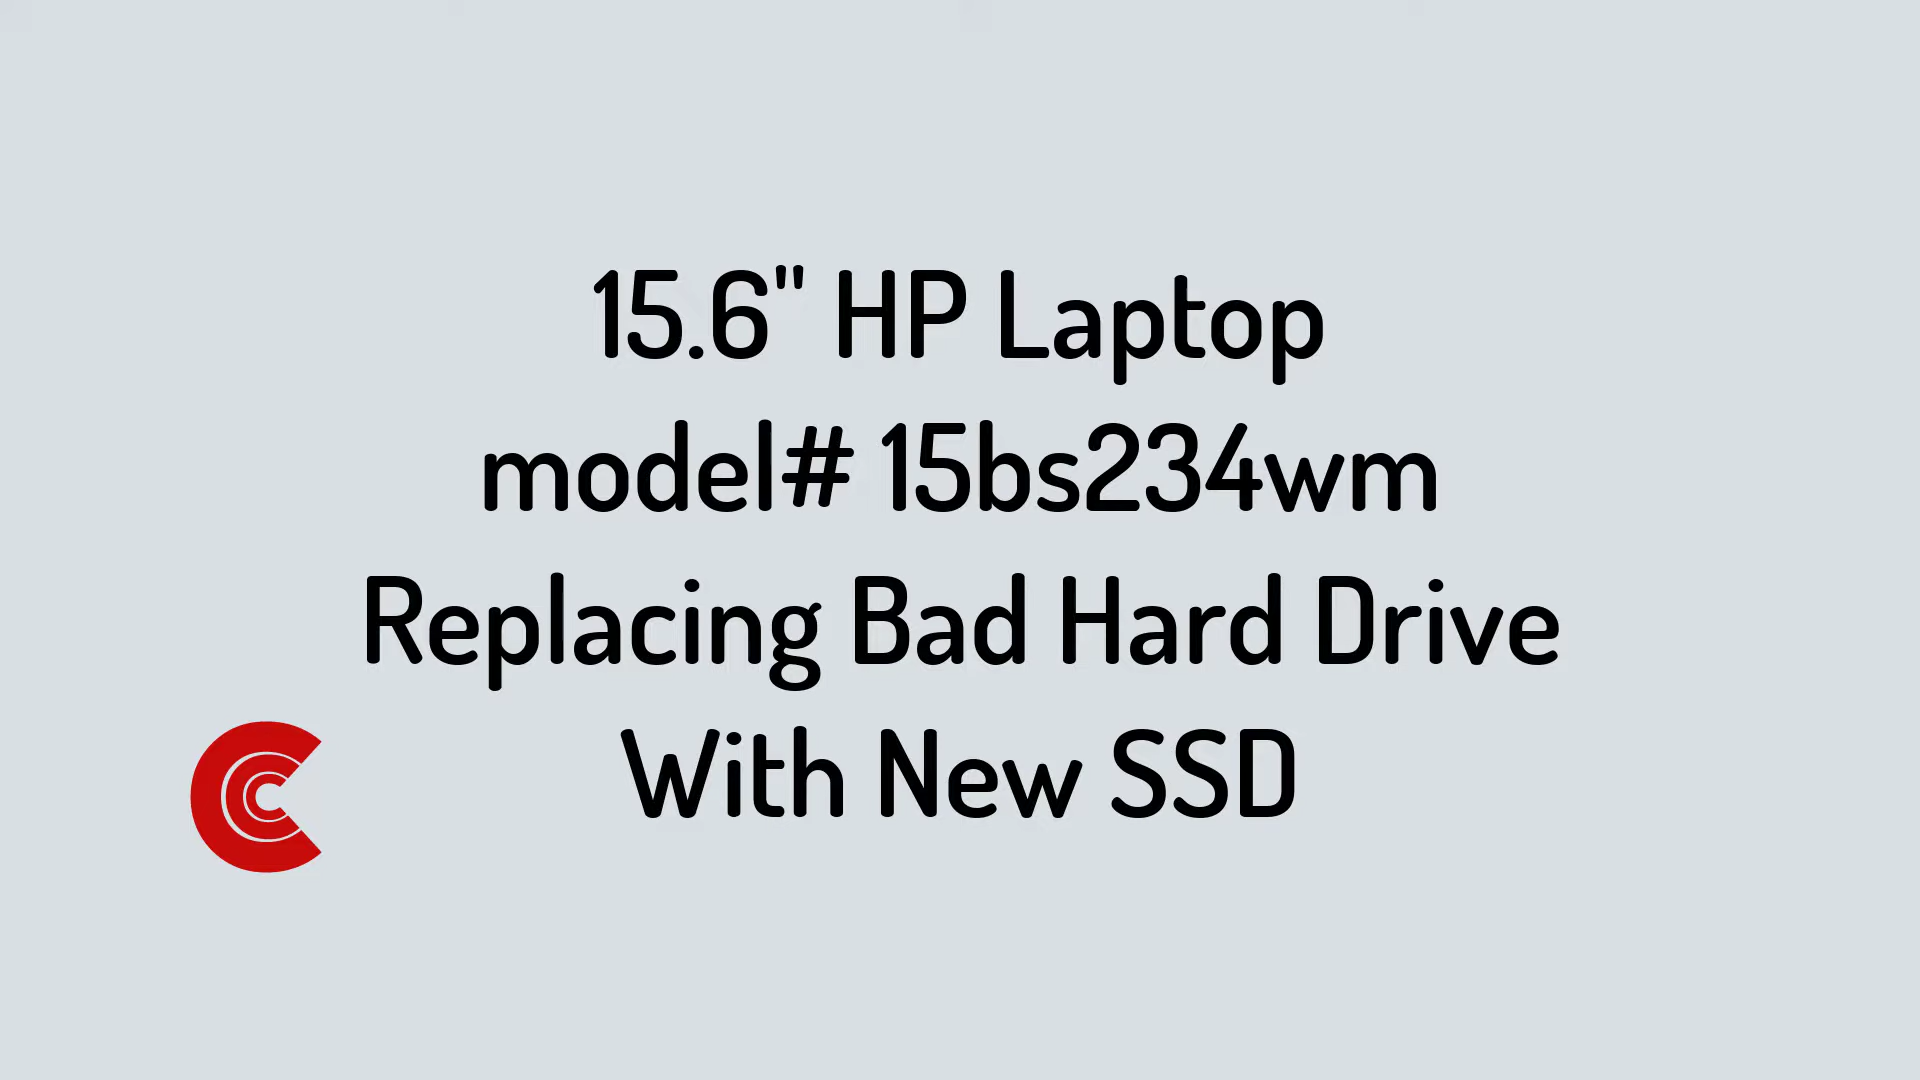 15.6" HP Laptop
model# 15bs234wm
Replacing Bad Hard Drive
With New SSD